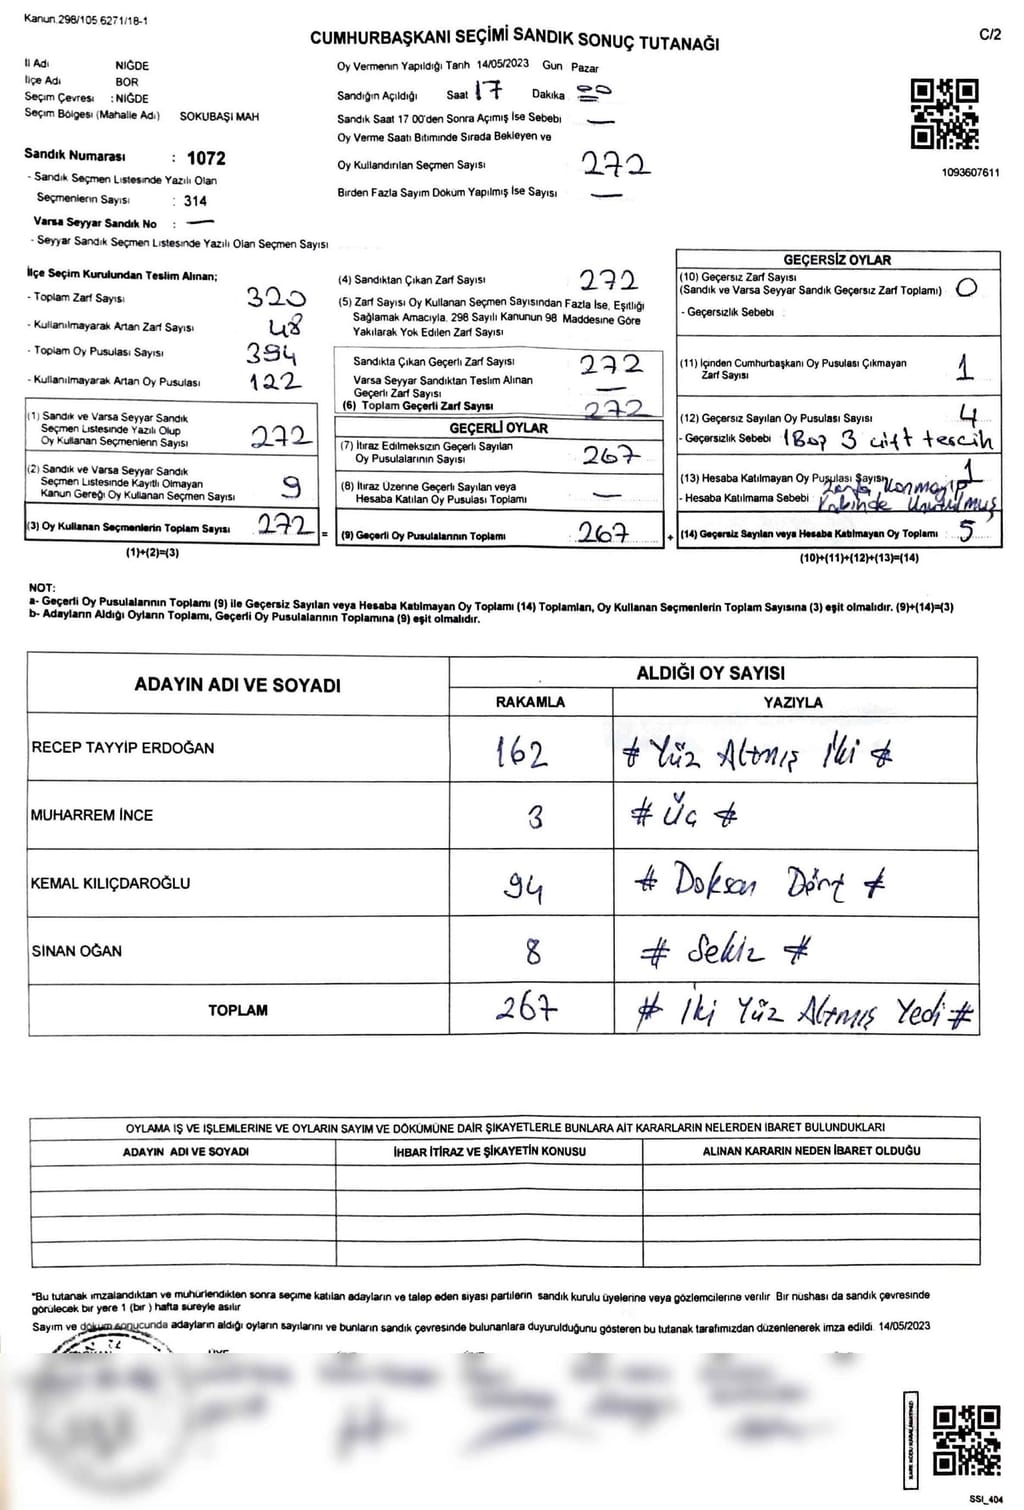 Kanun.298/105 6271/18-1
CUMHURBAŞKANI SEÇİMİ SANDIK SONUÇ TUTANAĞI
C/2
İl Adı NİĞDE
İlçe Adı BOR
Seçim Çevresi : NİĞDE
Seçim Bölgesi (Mahalle Adı) SOKUBAŞI MAH
Sandık Numarası : 1072
- Sandık Seçmen Listesinde Yazılı Olan
Seçmenlerin Sayısı : 314
Varsa Seyyar Sandık No : —
- Seyyar Sandık Seçmen Listesinde Yazılı Olan Seçmen Sayısı
Oy Vermenin Yapıldığı Tarih 14/05/2023 Gün Pazar
Sandığın Açıldığı Saat 17 Dakika 00
Sandık Saat 17 00'den Sonra Açımış İse Sebebi —
Oy Verme Saati Bitiminde Sırada Bekleyen ve
Oy Kullandırılan Seçmen Sayısı 272
Birden Fazla Sayım Döküm Yapılmış İse Sayısı —
1093607611
İlçe Seçim Kurulundan Teslim Alınan;
- Toplam Zarf Sayısı 320
- Kullanılmayarak Artan Zarf Sayısı 48
- Toplam Oy Pusulası Sayısı 394
- Kullanılmayarak Artan Oy Pusulası 122
(1) Sandık ve Varsa Seyyar Sandık
Seçmen Listesinde Yazılı Olup
Oy Kullanan Seçmenlerin Sayısı 272
(2) Sandık ve Varsa Seyyar Sandık
Seçmen Listesinde Kayıtlı Olmayan
Kanun Gereği Oy Kullanan Seçmen Sayısı 9
(3) Oy Kullanan Seçmenlerin Toplam Sayısı 272 =
(1)+(2)=(3)
(4) Sandıktan Çıkan Zarf Sayısı 272
(5) Zarf Sayısı Oy Kullanan Seçmen Sayısından Fazla İse, Eşitliği
Sağlamak Amacıyla. 298 Sayılı Kanunun 98 Maddesine Göre
Yakılarak Yok Edilen Zarf Sayısı
Sandıkta Çıkan Geçerli Zarf Sayısı 272
Varsa Seyyar Sandıktan Teslim Alınan
Geçerli Zarf Sayısı —
(6) Toplam Geçerli Zarf Sayısı 272
GEÇERLİ OYLAR
(7) İtiraz Edilmeksizin Geçerli Sayılan
Oy Pusulalarının Sayısı 267
(8) İtiraz Üzerine Geçerli Sayılan veya
Hesaba Katılan Oy Pusulası Toplamı —
(9) Geçerli Oy Pusulalarının Toplamı 267 +
GEÇERSİZ OYLAR
(10) Geçersiz Zarf Sayısı
(Sandık ve Varsa Seyyar Sandık Geçersiz Zarf Toplamı) 0
- Geçersizlik Sebebi :
(11) İçinden Cumhurbaşkanı Oy Pusulası Çıkmayan
Zarf Sayısı 1
(12) Geçersiz Sayılan Oy Pusulası Sayısı 4
- Geçersizlik Sebebi 1 Boş 3 çift tescih
(13) Hesaba Katılmayan Oy Pusulası Sayısı 1
- Hesaba Katılmama Sebebi Zarfa Konmayıp
Kabinde Unutulmuş
(14) Geçersiz Sayılan veya Hesaba Katılmayan Oy Toplamı 5
(10)+(11)+(12)+(13)=(14)
NOT:
a- Geçerli Oy Pusulalarının Toplamı (9) ile Geçersiz Sayılan veya Hesaba Katılmayan Oy Toplamı (14) Toplamları, Oy Kullanan Seçmenlerin Toplam Sayısına (3) eşit olmalıdır. (9)+(14)=(3)
b- Adayların Aldığı Oyların Toplamı, Geçerli Oy Pusulalarının Toplamına (9) eşit olmalıdır.
ADAYIN ADI VE SOYADI
ALDIĞI OY SAYISI
RAKAMLA YAZIYLA
RECEP TAYYİP ERDOĞAN 162 # Yüz Altmış İki #
MUHARREM İNCE 3 # Üç #
KEMAL KILIÇDAROĞLU 94 # Doksan Dört #
SİNAN OĞAN 8 # Sekiz #
TOPLAM 267 # İki Yüz Altmış Yedi #
OYLAMA İŞ VE İŞLEMLERİNE VE OYLARIN SAYIM VE DÖKÜMÜNE DAİR ŞİKAYETLERLE BUNLARA AİT KARARLARIN NELERDEN İBARET BULUNDUKLARI
ADAYIN ADI VE SOYADI İHBAR İTİRAZ VE ŞİKAYETİN KONUSU ALINAN KARARIN NEDEN İBARET OLDUĞU
*Bu tutanak imzalandıktan ve mühürlendikten sonra seçime katılan adayların ve talep eden siyasi partilerin sandık kurulu üyelerine veya gözlemcilerine verilir Bir nüshası da sandık çevresinde
görülecek bir yere 1 (bir ) hafta süreyle asılır
Sayım ve döküm sonucunda adayların aldığı oyların sayılarını ve bunların sandık çevresinde bulunanlara duyurulduğunu gösteren bu tutanak tarafımızdan düzenlenerek imza edildi. 14/05/2023
SSI_404